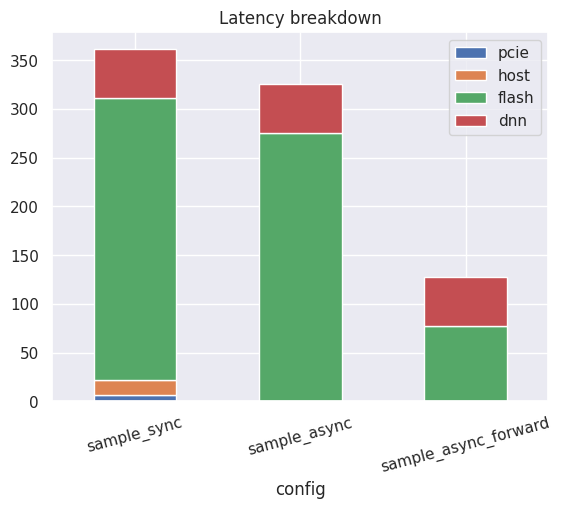 Latency breakdown
pcie
host
flash
dnn
350
300
250
200
150
100
50
0
sample_sync
sample_async
sample_async_forward
config